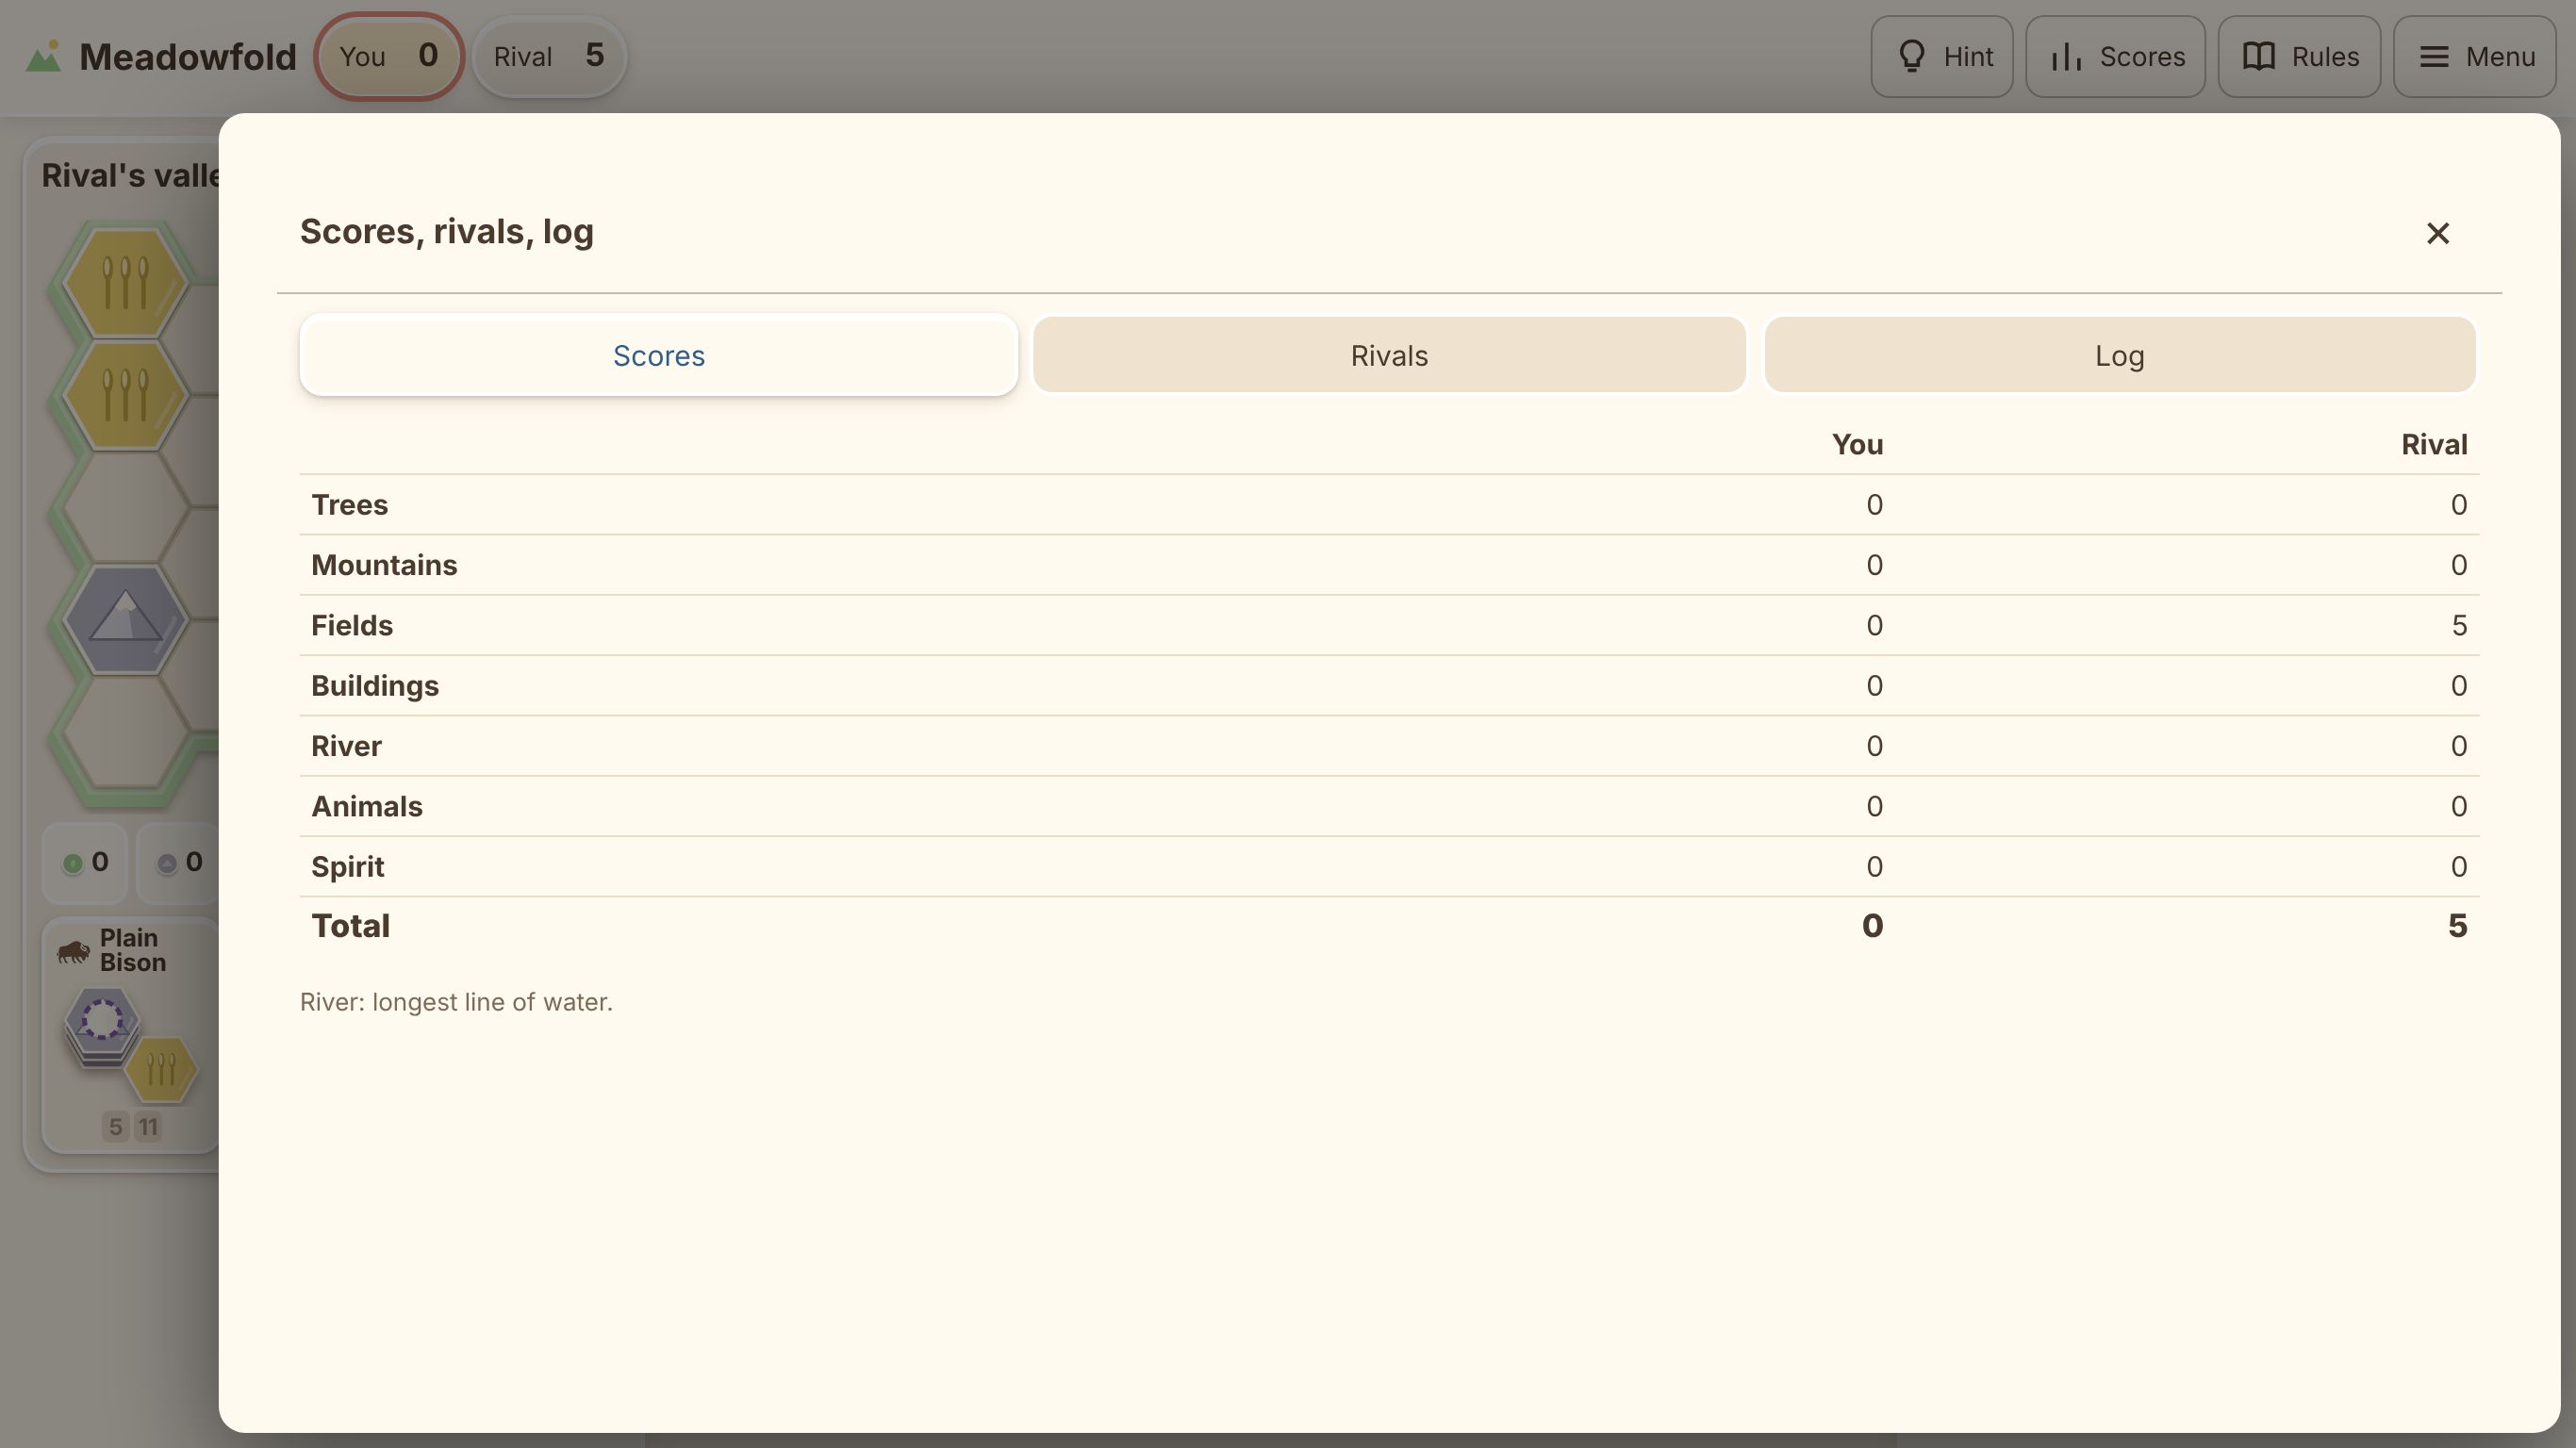 Meadowfold You 0 Rival 5 Hint Scores Rules Menu
Rival's valle
0 0
Plain
Bison
5 11
Scores, rivals, log
Scores Rivals Log
You Rival
Trees 0 0
Mountains 0 0
Fields 0 5
Buildings 0 0
River 0 0
Animals 0 0
Spirit 0 0
Total 0 5
River: longest line of water.